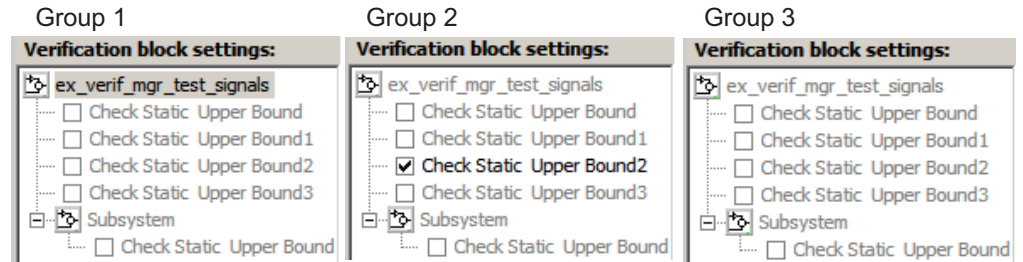 Group 1
Verification block settings:
ex_verif_mgr_test_signals
Check Static Upper Bound
Check Static Upper Bound1
Check Static Upper Bound2
Check Static Upper Bound3
Subsystem
Check Static Upper Bound
Group 2
Verification block settings:
ex_verif_mgr_test_signals
Check Static Upper Bound
Check Static Upper Bound1
Check Static Upper Bound2
Check Static Upper Bound3
Subsystem
Check Static Upper Bound
Group 3
Verification block settings:
ex_verif_mgr_test_signals
Check Static Upper Bound
Check Static Upper Bound1
Check Static Upper Bound2
Check Static Upper Bound3
Subsystem
Check Static Upper Bound